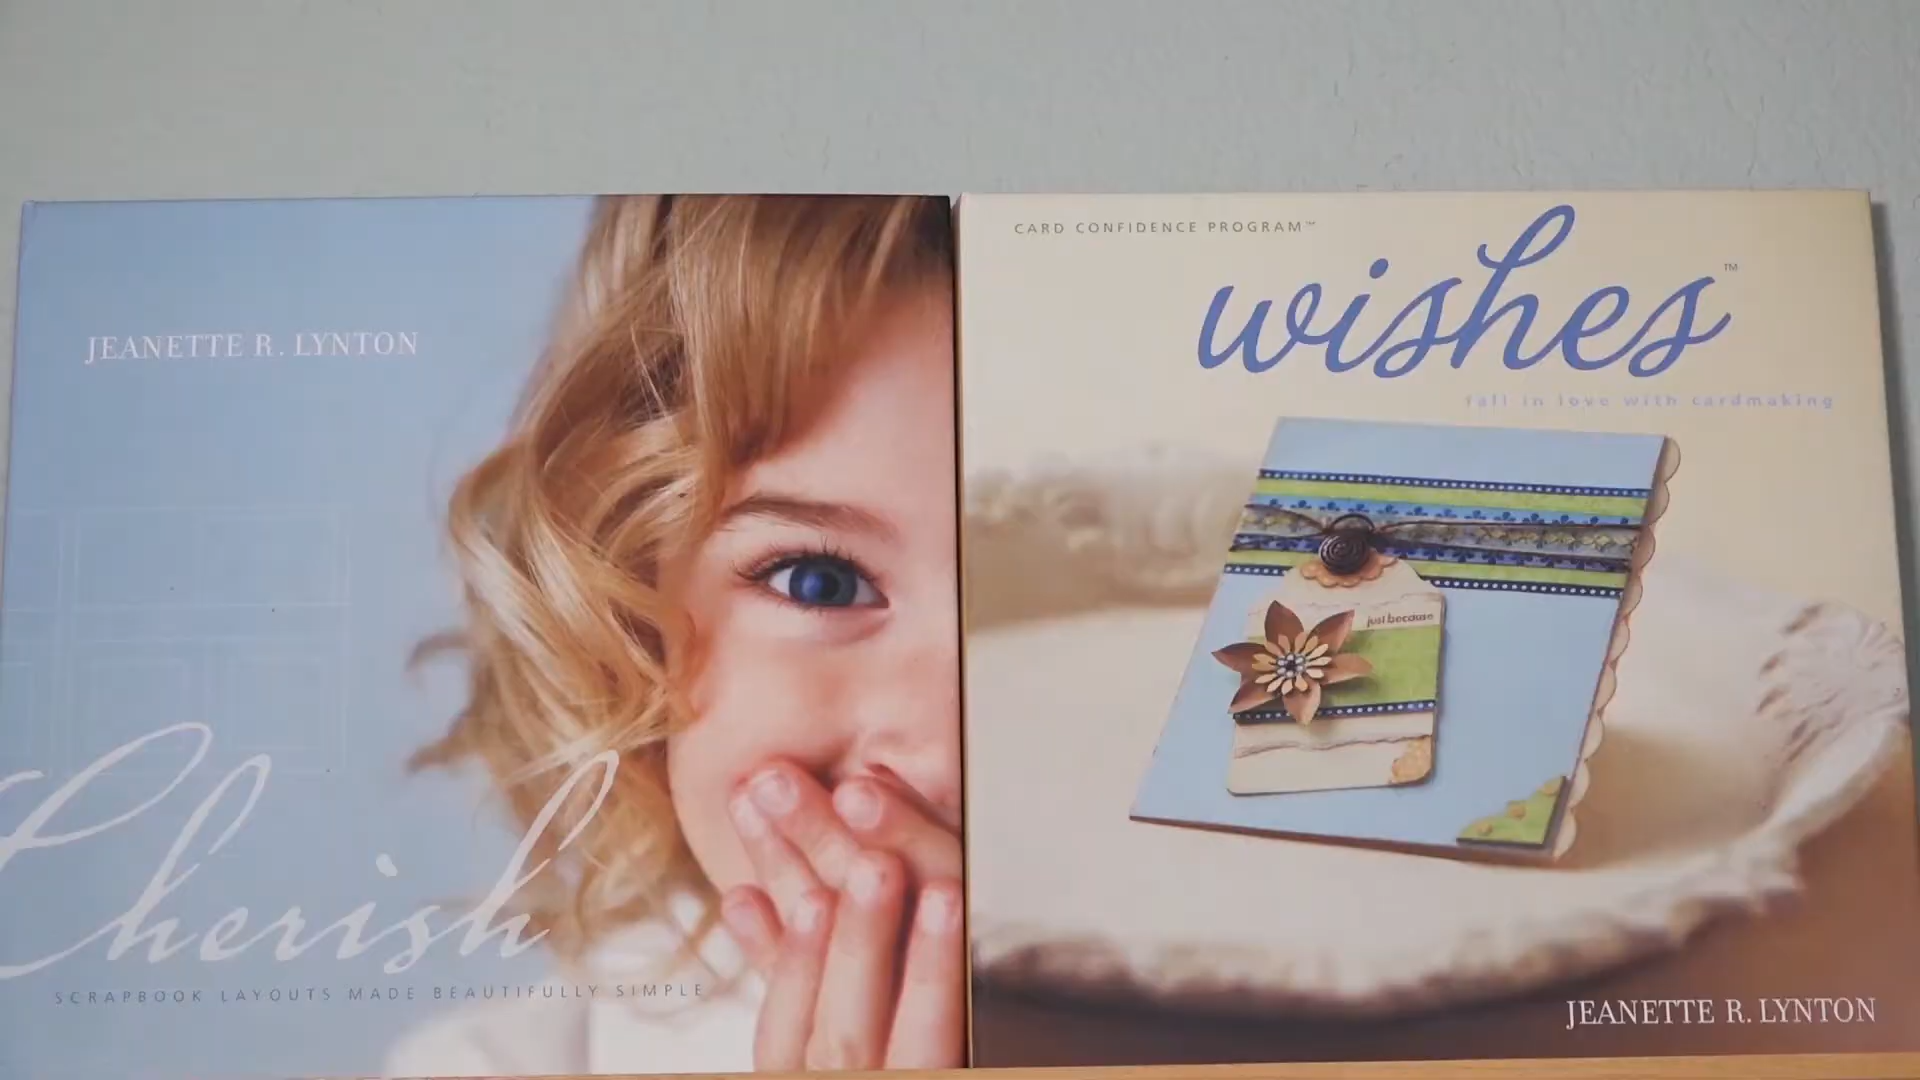 JEANETTE R. LYNTON
Cherish
SCRAPBOOK LAYOUTS MADE BEAUTIFULLY SIMPLE
CARD CONFIDENCE PROGRAM™
wishes™
fall in love with cardmaking
just because
JEANETTE R. LYNTON